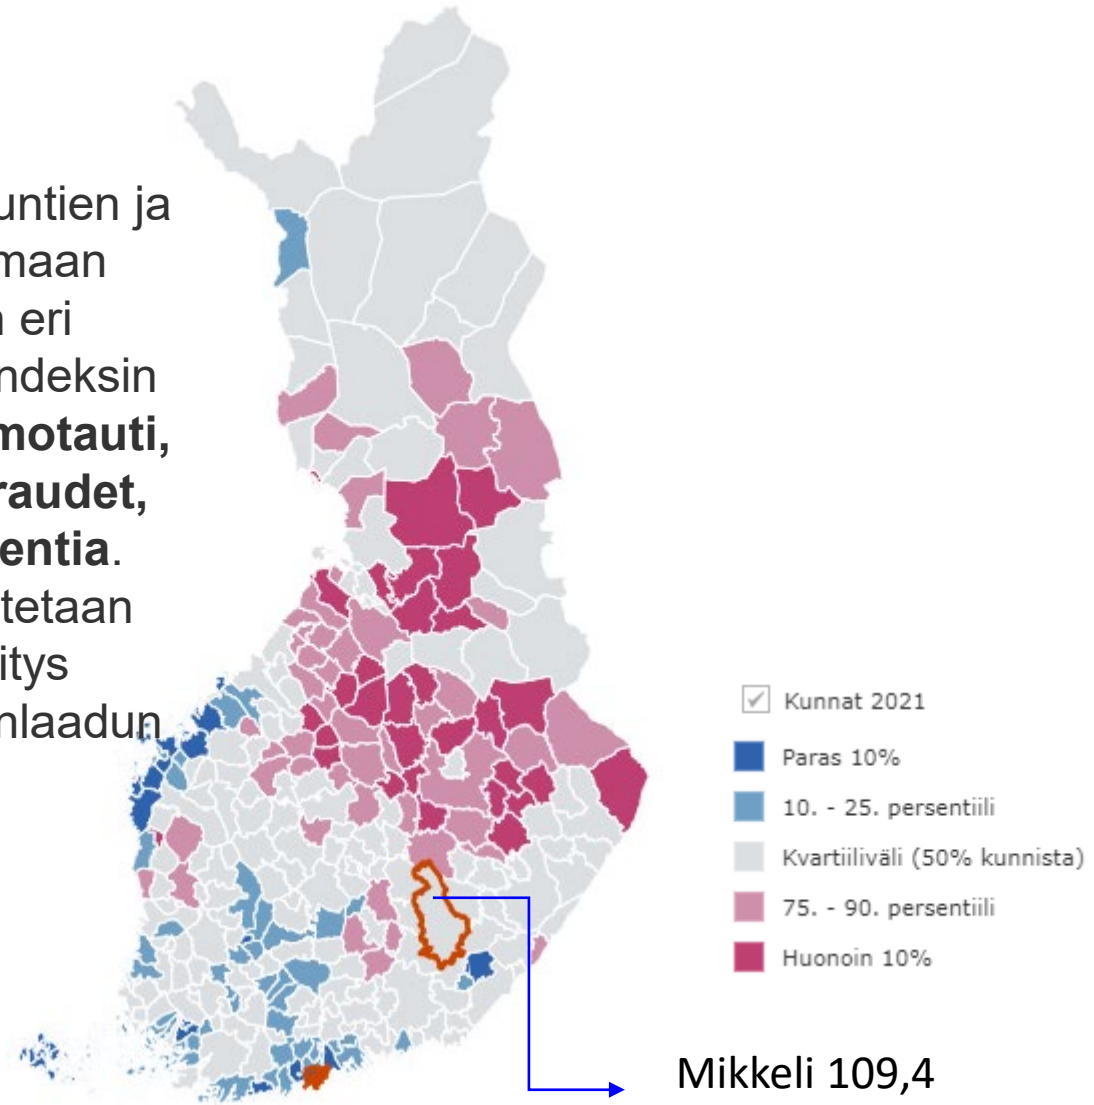 untien ja
maan
n eri
ndeksin
motauti,
raudet,
entia.
tetaan
itys
nlaadun
Kunnat 2021
Paras 10%
10. - 25. persentiili
Kvartiiliväli (50% kunnista)
75. - 90. persentiili
Huonoin 10%
Mikkeli 109,4